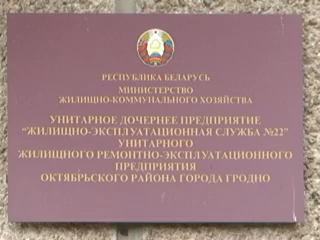 РЕСПУБЛИКА БЕЛАРУСЬ
МИНИСТЕРСТВО
ЖИЛИЩНО-КОММУНАЛЬНОГО ХОЗЯЙСТВА
УНИТАРНОЕ ДОЧЕРНЕЕ ПРЕДПРИЯТИЕ
“ЖИЛИЩНО-ЭКСПЛУАТАЦИОННАЯ СЛУЖБА №22”
УНИТАРНОГО
ЖИЛИЩНОГО РЕМОНТНО-ЭКСПЛУАТАЦИОННОГО
ПРЕДПРИЯТИЯ
ОКТЯБРЬСКОГО РАЙОНА ГОРОДА ГРОДНО